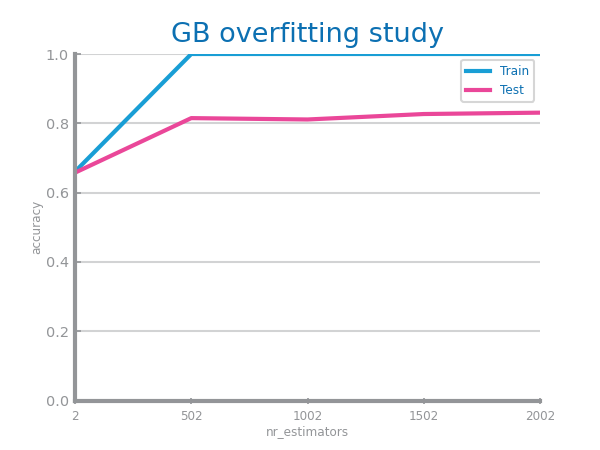 GB overfitting study
1.0
0.8
0.6
0.4
0.2
0.0
accuracy
Train
Test
2 502 1002 1502 2002
nr_estimators